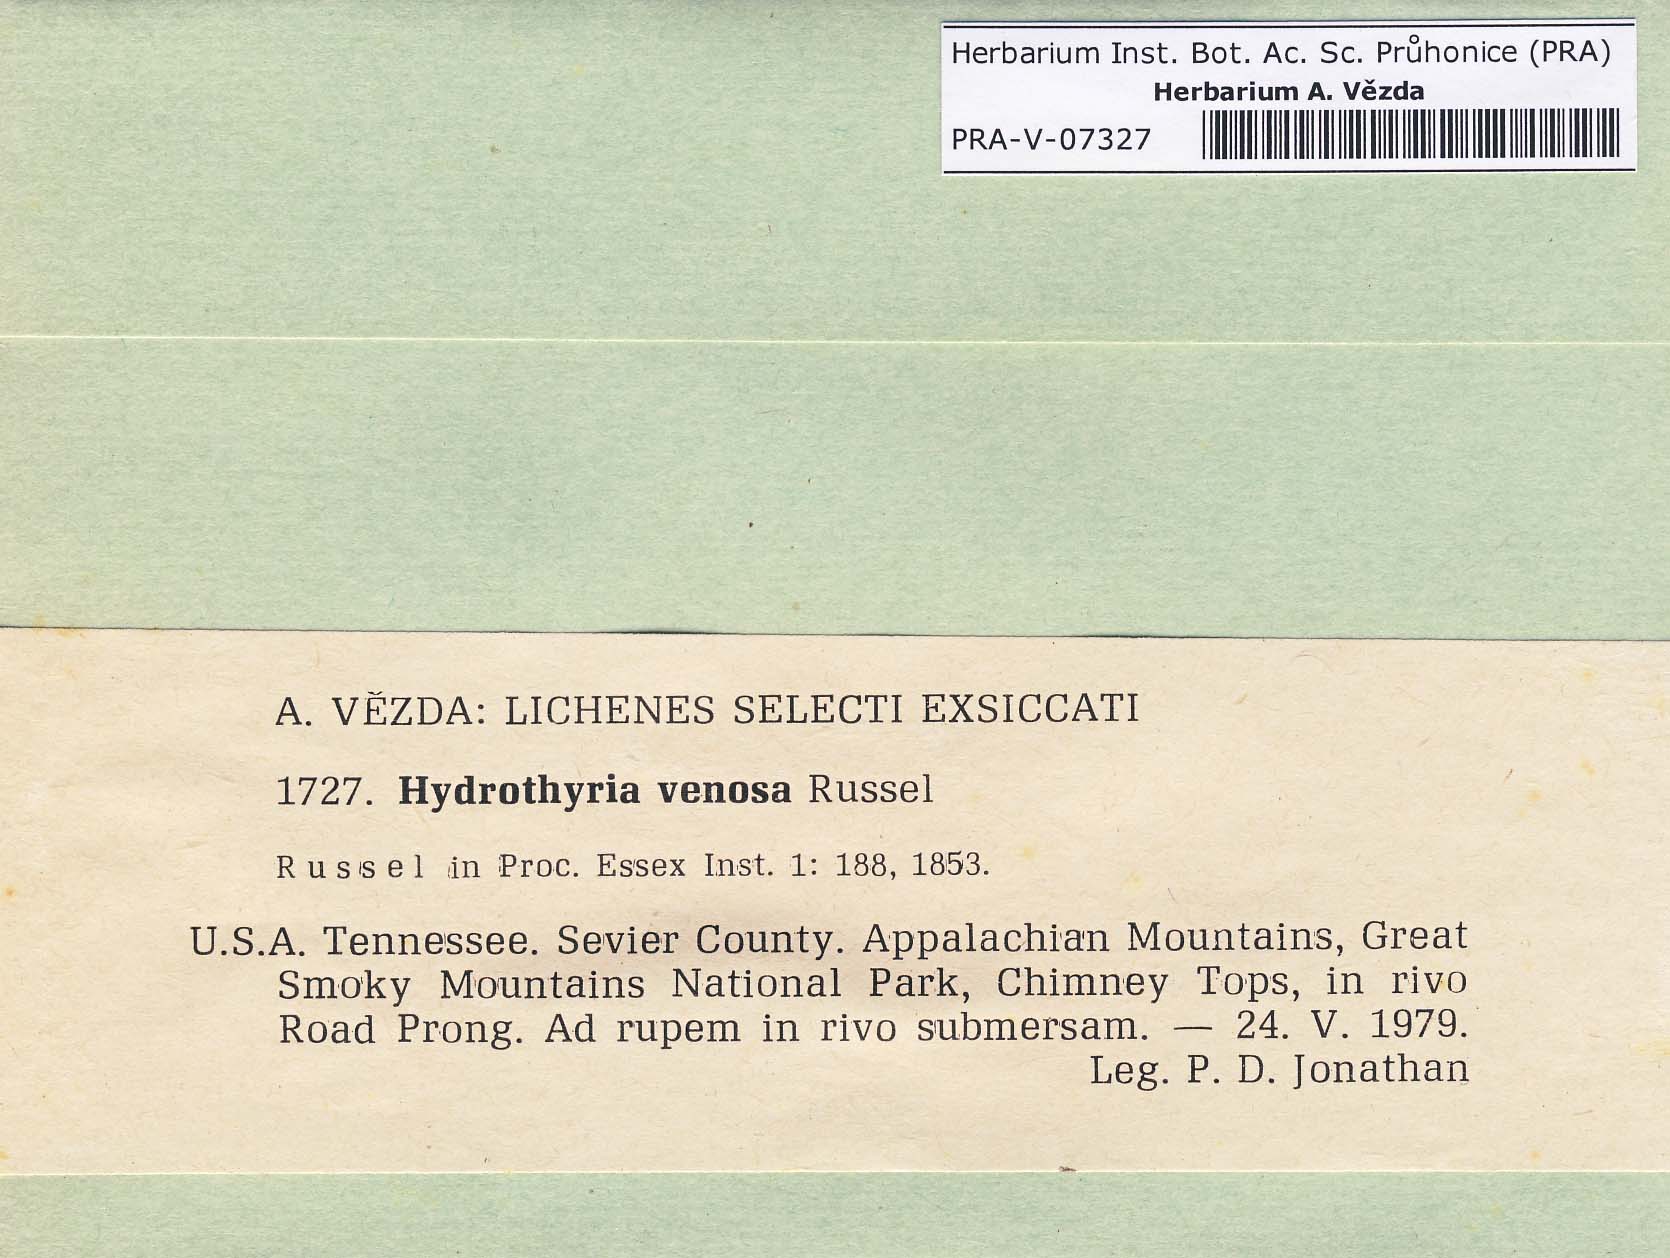 Herbarium Inst. Bot. Ac. Sc. Průhonice (PRA)
Herbarium A. Vězda
PRA-V-07327
A. VĚZDA: LICHENES SELECTI EXSICCATI
1727. Hydrothyria venosa Russel
Russel in Proc. Essex Inst. 1: 188, 1853.
U.S.A. Tennessee. Sevier County. Appalachian Mountains, Great
Smoky Mountains National Park, Chimney Tops, in rivo
Road Prong. Ad rupem in rivo submersam. — 24. V. 1979.
Leg. P. D. Jonathan